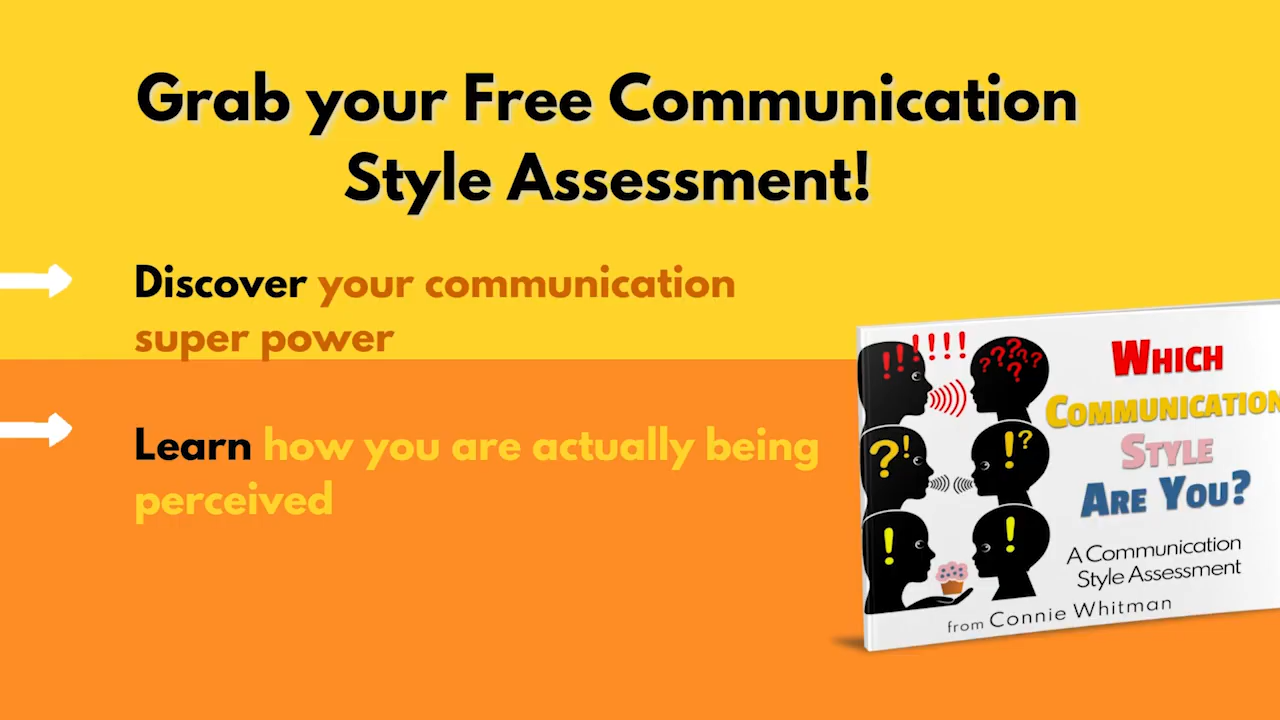 Grab your Free Communication
Style Assessment!
Discover your communication
super power
Learn how you are actually being
perceived
Which
Communication
Style
Are You?
A Communication
Style Assessment
from Connie Whitman